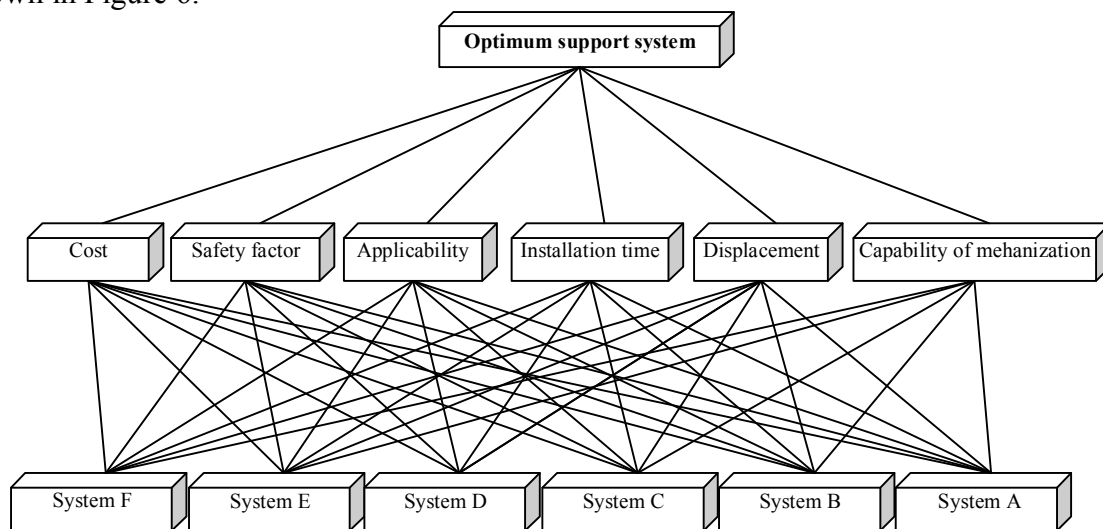 own in Figure 6.
Optimum support system
Cost Safety factor Applicability Installation time Displacement Capability of mehanization
System F System E System D System C System B System A